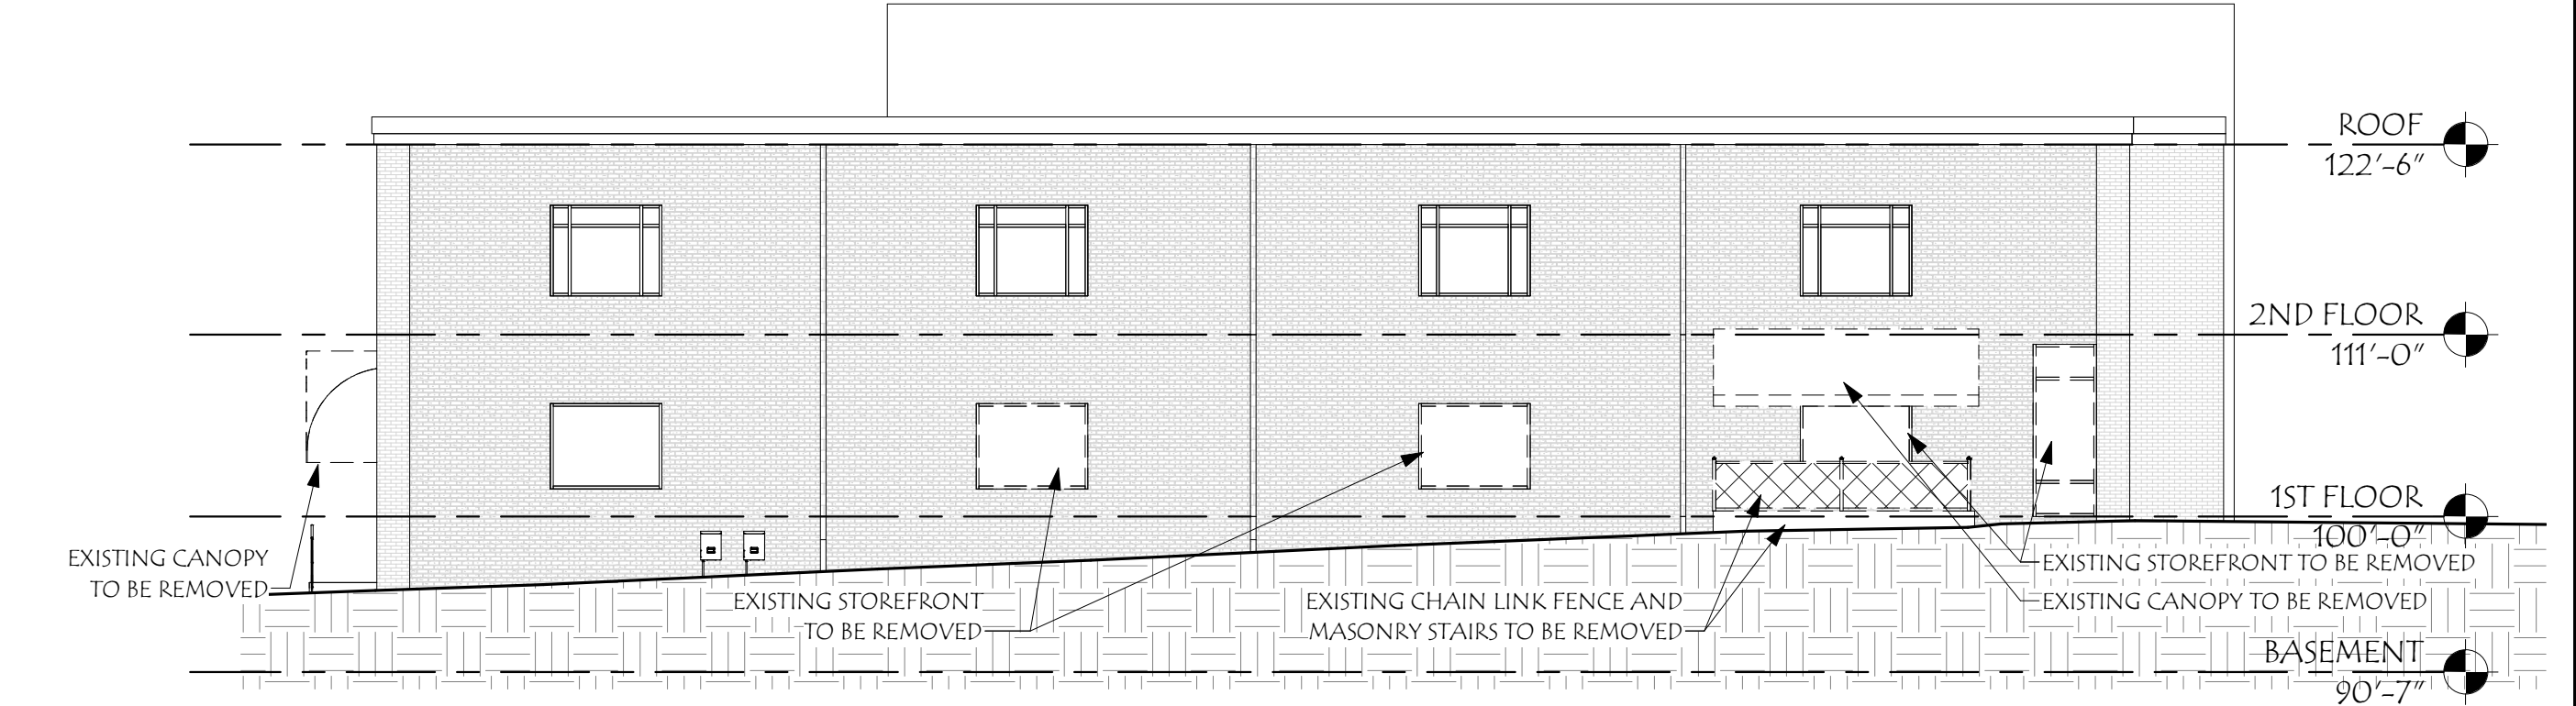 ROOF
122'-6"
2ND FLOOR
111'-0"
1ST FLOOR
100'-0"
EXISTING CANOPY
TO BE REMOVED
EXISTING STOREFRONT
TO BE REMOVED
EXISTING CHAIN LINK FENCE AND
MASONRY STAIRS TO BE REMOVED
EXISTING STOREFRONT TO BE REMOVED
EXISTING CANOPY TO BE REMOVED
BASEMENT
90'-7"